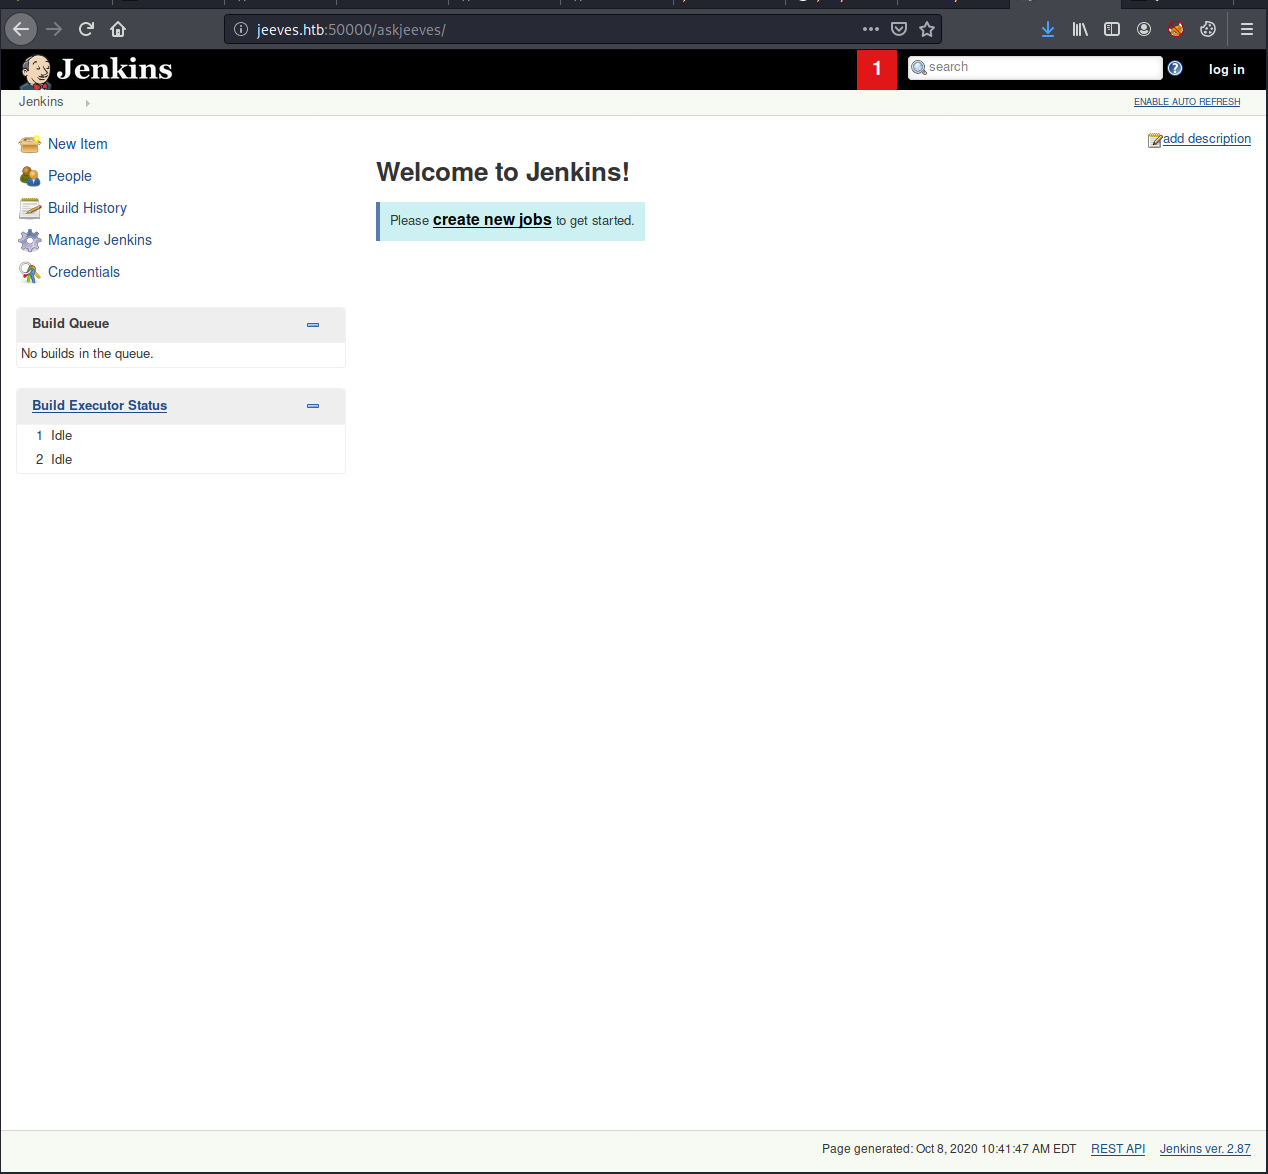 jeeves.htb:50000/askjeeves/
Jenkins
1
search
log in
Jenkins
ENABLE AUTO REFRESH
New Item
People
Build History
Manage Jenkins
Credentials
add description
Welcome to Jenkins!
Please create new jobs to get started.
Build Queue
No builds in the queue.
Build Executor Status
1 Idle
2 Idle
Page generated: Oct 8, 2020 10:41:47 AM EDT REST API Jenkins ver. 2.87